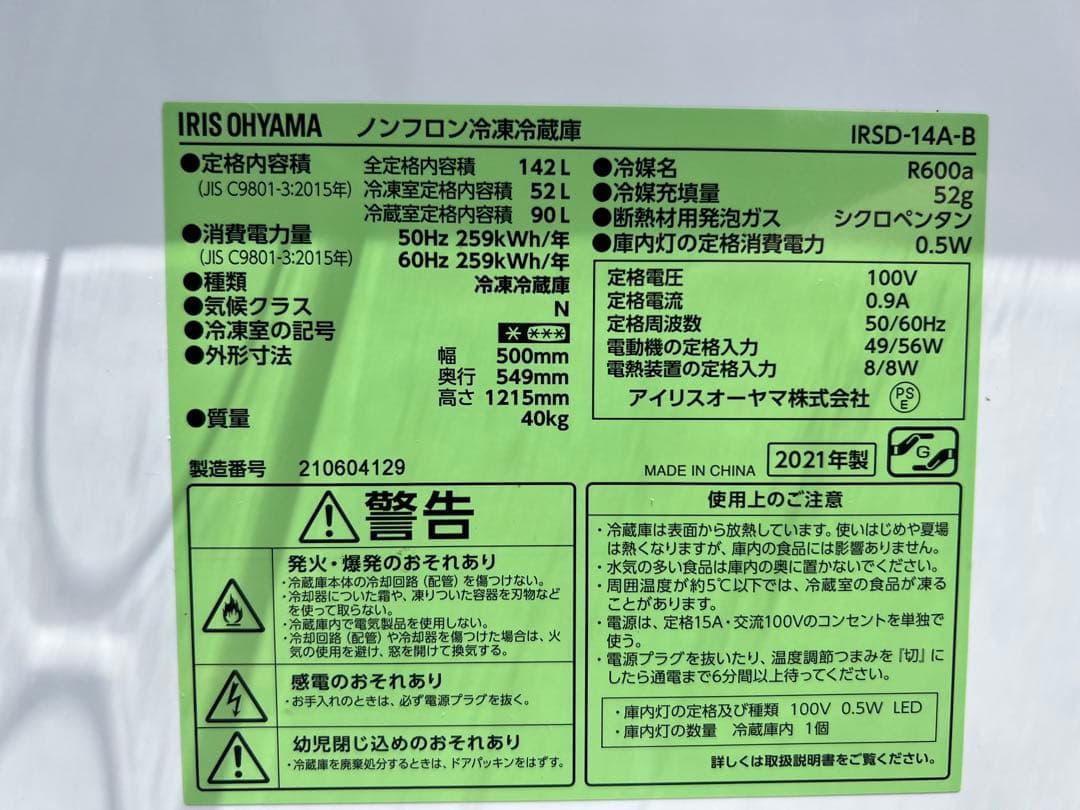 IRIS OHYAMA ノンフロン冷凍冷蔵庫 IRSD-14A-B
●定格内容積 全定格内容積 142 L
(JIS C9801-3:2015年) 冷凍室定格内容積 52 L
冷蔵室定格内容積 90 L
●消費電力量 50Hz 259kWh/年
(JIS C9801-3:2015年) 60Hz 259kWh/年
●種類 冷凍冷蔵庫
●気候クラス N
●冷凍室の記号 * ***
●外形寸法 幅 500mm
奥行 549mm
高さ 1215mm
●質量 40kg
●冷媒名 R600a
●冷媒充填量 52g
●断熱材用発泡ガス シクロペンタン
●庫内灯の定格消費電力 0.5W
定格電圧 100V
定格電流 0.9A
定格周波数 50/60Hz
電動機の定格入力 49/56W
電熱装置の定格入力 8/8W
アイリスオーヤマ株式会社 PSE
製造番号 210604129
MADE IN CHINA 2021年製 G
警告
発火・爆発のおそれあり
・冷蔵庫本体の冷却回路（配管）を傷つけない。
・冷却器についた霜や、凍りついた容器を刃物など
を使って取らない。
・冷蔵庫内で電気製品を使用しない。
・冷却回路（配管）や冷却器を傷つけた場合は、火
気の使用を避け、窓を開けて換気する。
感電のおそれあり
・お手入れのときは、必ず電源プラグを抜く。
幼児閉じ込めのおそれあり
・冷蔵庫を廃棄処分するときは、ドアパッキンをはずす。
使用上のご注意
・冷蔵庫は表面から放熱しています。使いはじめや夏場
は熱くなりますが、庫内の食品には影響ありません。
・水気の多い食品は庫内の奥に置かないでください。
・周囲温度が約5℃以下では、冷蔵室の食品が凍る
ことがあります。
・電源は、定格15A・交流100Vのコンセントを単独で
使う。
・電源プラグを抜いたり、温度調節つまみを『切』に
したら通電まで6分間以上待ってください。
・庫内灯の定格及び種類 100V 0.5W LED
・庫内灯の数量 冷蔵庫内 1個
詳しくは取扱説明書をご覧ください。